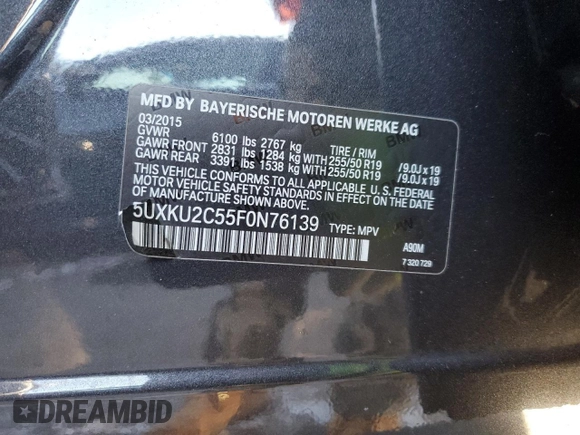 MFD BY BAYERISCHE MOTOREN WERKE AG
03/2015
GVWR 6100 lbs 2767 kg TIRE / RIM
GAWR FRONT 2831 lbs 1284 kg WITH 255/50 R19 /9.0J x 19
GAWR REAR 3391 lbs 1538 kg WITH 255/50 R19 /9.0J x 19
THIS VEHICLE CONFORMS TO ALL APPLICABLE U. S. FEDERAL
MOTOR VEHICLE SAFETY STANDARDS IN EFFECT ON THE DATE OF
MANUFACTURE SHOWN ABOVE.
5UXKU2C55F0N76139 TYPE: MPV
A90M
7 320 729
DREAMBID